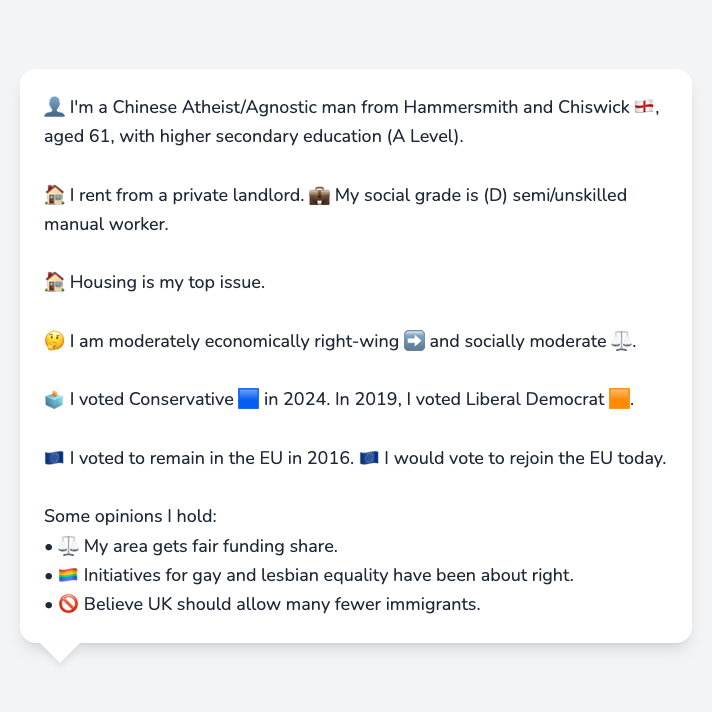 👤 I'm a Chinese Atheist/Agnostic man from Hammersmith and Chiswick 🏴󠁧󠁢󠁥󠁮󠁧󠁿,
aged 61, with higher secondary education (A Level).
🏠 I rent from a private landlord. 💼 My social grade is (D) semi/unskilled
manual worker.
🏠 Housing is my top issue.
🤔 I am moderately economically right-wing ➡️ and socially moderate ⚖️.
🗳️ I voted Conservative 🟦 in 2024. In 2019, I voted Liberal Democrat 🟧.
🇪🇺 I voted to remain in the EU in 2016. 🇪🇺 I would vote to rejoin the EU today.
Some opinions I hold:
• ⚖️ My area gets fair funding share.
• 🏳️‍🌈 Initiatives for gay and lesbian equality have been about right.
• 🚫 Believe UK should allow many fewer immigrants.